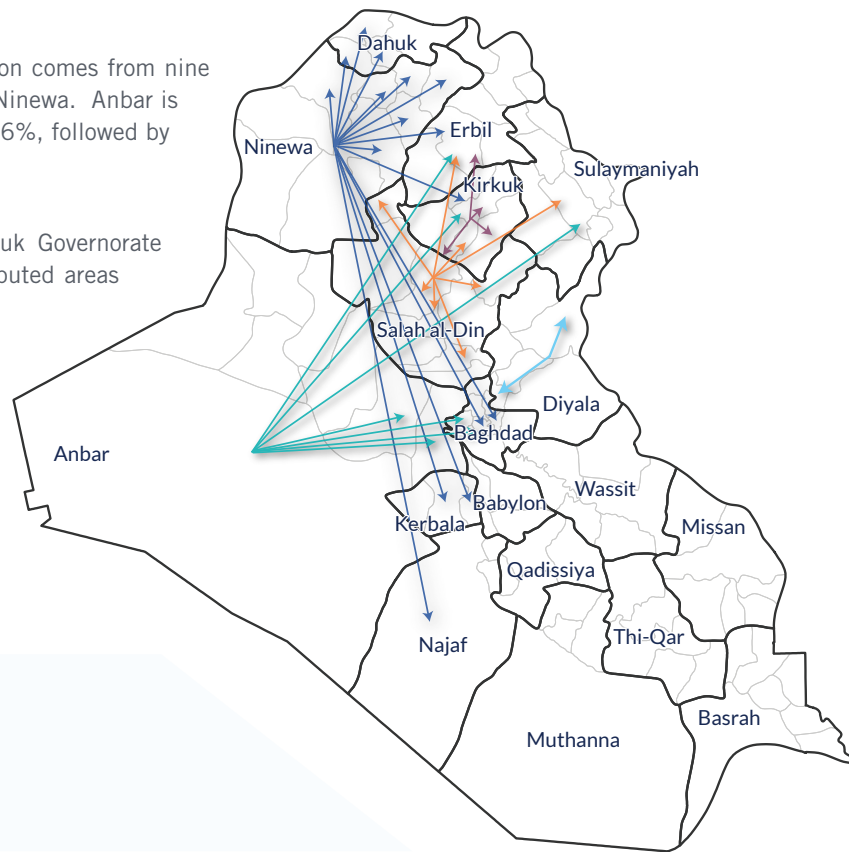 on comes from nine
Ninewa. Anbar is
6%, followed by
uk Governorate
puted areas
Dahuk
Ninewa
Erbil
Sulaymaniyah
Kirkuk
Salah al-Din
Diyala
Baghdad
Anbar
Wassit
Babylon
Kerbala
Missan
Qadissiya
Thi-Qar
Najaf
Basrah
Muthanna